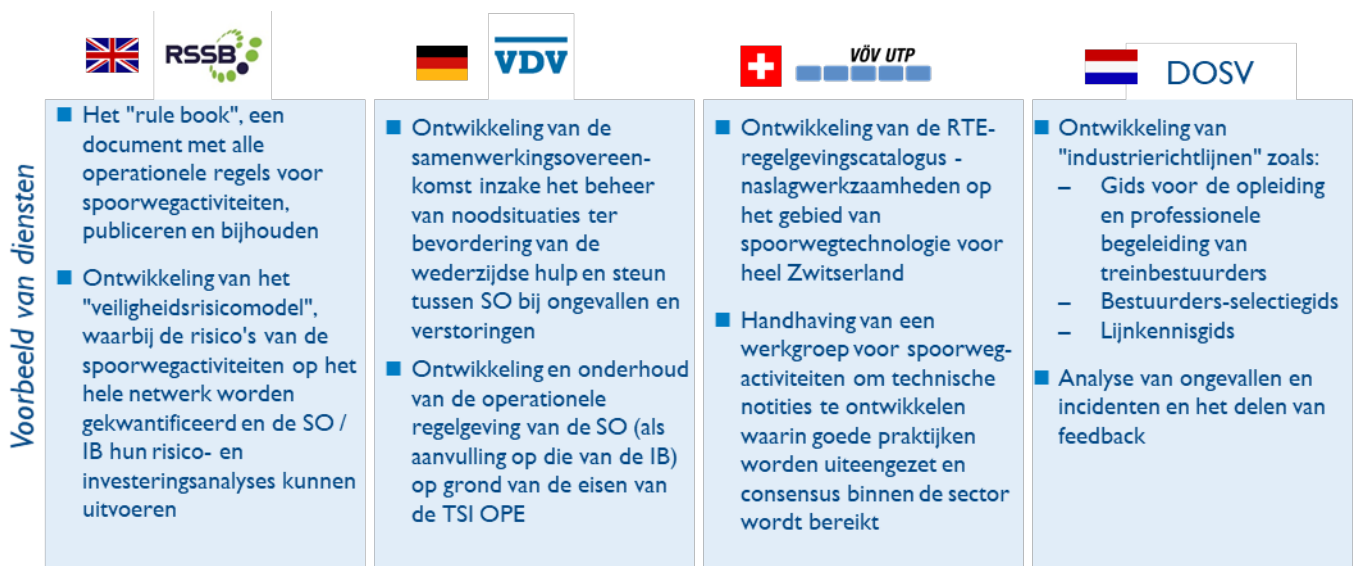 RSSB
VDV
VÖV UTP
DOSV
Voorbeeld van diensten
Het "rule book", een
document met alle
operationele regels voor
spoorwegactiviteiten,
publiceren en bijhouden
Ontwikkeling van het
"veiligheidsrisicomodel",
waarbij de risico's van de
spoorwegactiviteiten op het
hele netwerk worden
gekwantificeerd en de SO /
IB hun risico- en
investeringsanalyses kunnen
uitvoeren
Ontwikkeling van de
samenwerkingsovereen-
komst inzake het beheer
van noodsituaties ter
bevordering van de
wederzijdse hulp en steun
tussen SO bij ongevallen en
verstoringen
Ontwikkeling en onderhoud
van de operationele
regelgeving van de SO (als
aanvulling op die van de IB)
op grond van de eisen van
de TSI OPE
Ontwikkeling van de RTE-
regelgevingscatalogus -
naslagwerkzaamheden op
het gebied van
spoorwegtechnologie voor
heel Zwitserland
Handhaving van een
werkgroep voor spoorweg-
activiteiten om technische
notities te ontwikkelen
waarin goede praktijken
worden uiteengezet en
consensus binnen de sector
wordt bereikt
Ontwikkeling van
"industrierichtlijnen" zoals:
– Gids voor de opleiding
en professionele
begeleiding van
treinbestuurders
– Bestuurders-selectiegids
– Lijnkennisgids
Analyse van ongevallen en
incidenten en het delen van
feedback